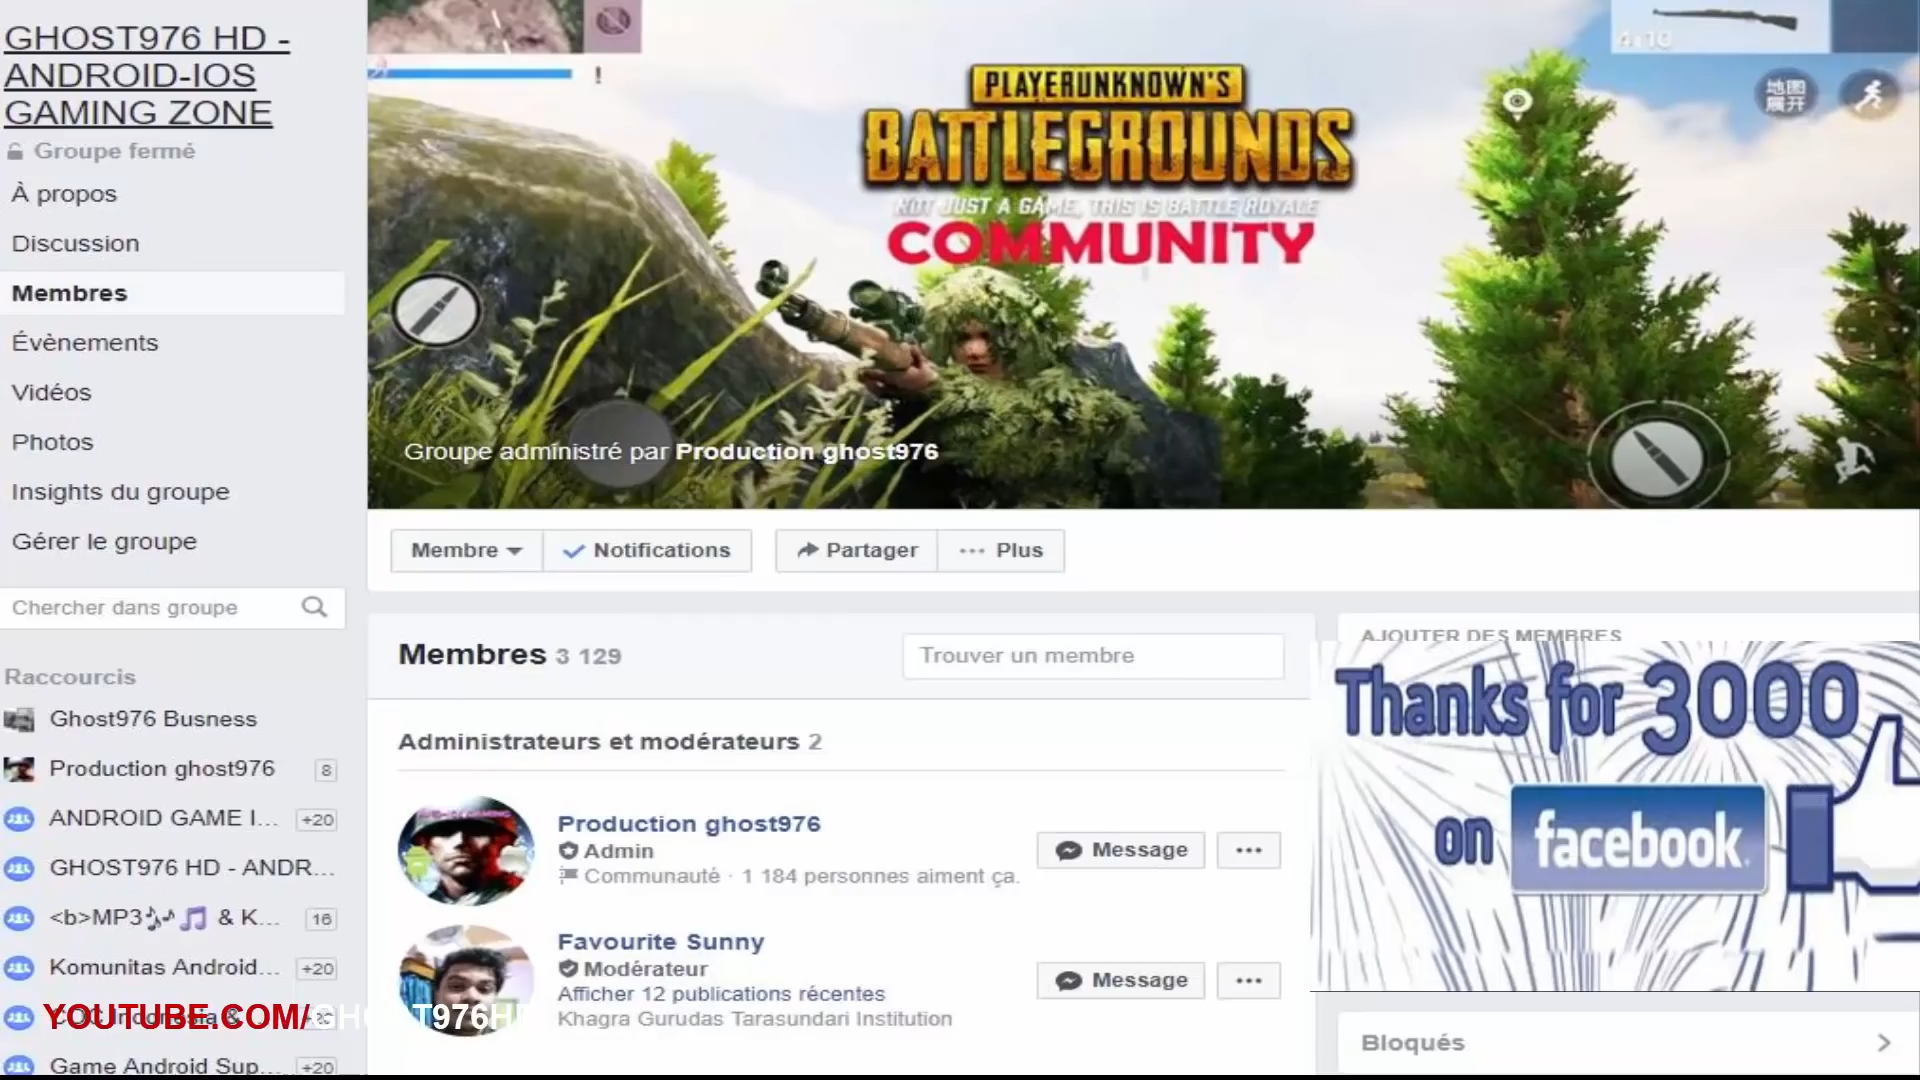 GHOST976 HD -
ANDROID-IOS
GAMING ZONE
Groupe fermé
À propos
Discussion
Membres
Évènements
Vidéos
Photos
Insights du groupe
Gérer le groupe
Chercher dans groupe
Raccourcis
Ghost976 Busness
Production ghost976
8
ANDROID GAME I...
+20
GHOST976 HD - ANDR...
<b>MP3🎶🎵 & K...
16
Komunitas Android...
+20
YOUTUBE.COM/GHOST976HD
Game Android Sup...
+20
!
PLAYERUNKNOWN'S
BATTLEGROUNDS
NOT JUST A GAME, THIS IS BATTLE ROYALE
COMMUNITY
地图
展开
Groupe administré par Production ghost976
Membre
Notifications
Partager
Plus
Membres 3 129
Trouver un membre
Administrateurs et modérateurs 2
Production ghost976
Admin
Communauté · 1 184 personnes aiment ça.
Message
Favourite Sunny
Modérateur
Afficher 12 publications récentes
Khagra Gurudas Tarasundari Institution
Message
AJOUTER DES MEMBRES
Thanks for 3000
on facebook
Bloqués